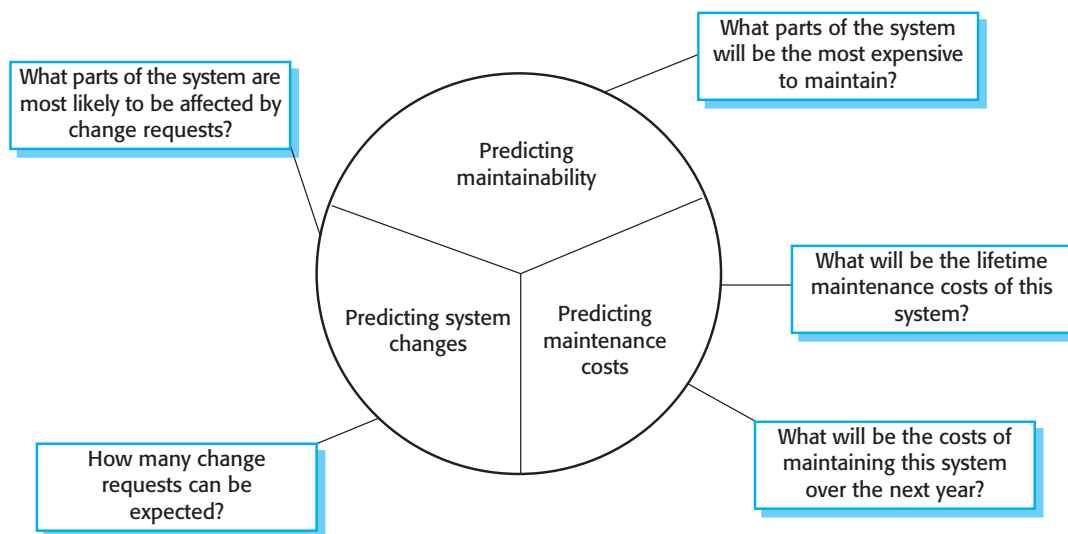 What parts of the system
will be the most expensive
to maintain?
What parts of the system are
most likely to be affected by
change requests?
Predicting
maintainability
What will be the lifetime
maintenance costs of this
system?
Predicting system
changes
Predicting
maintenance
costs
What will be the costs of
maintaining this system
over the next year?
How many change
requests can be
expected?